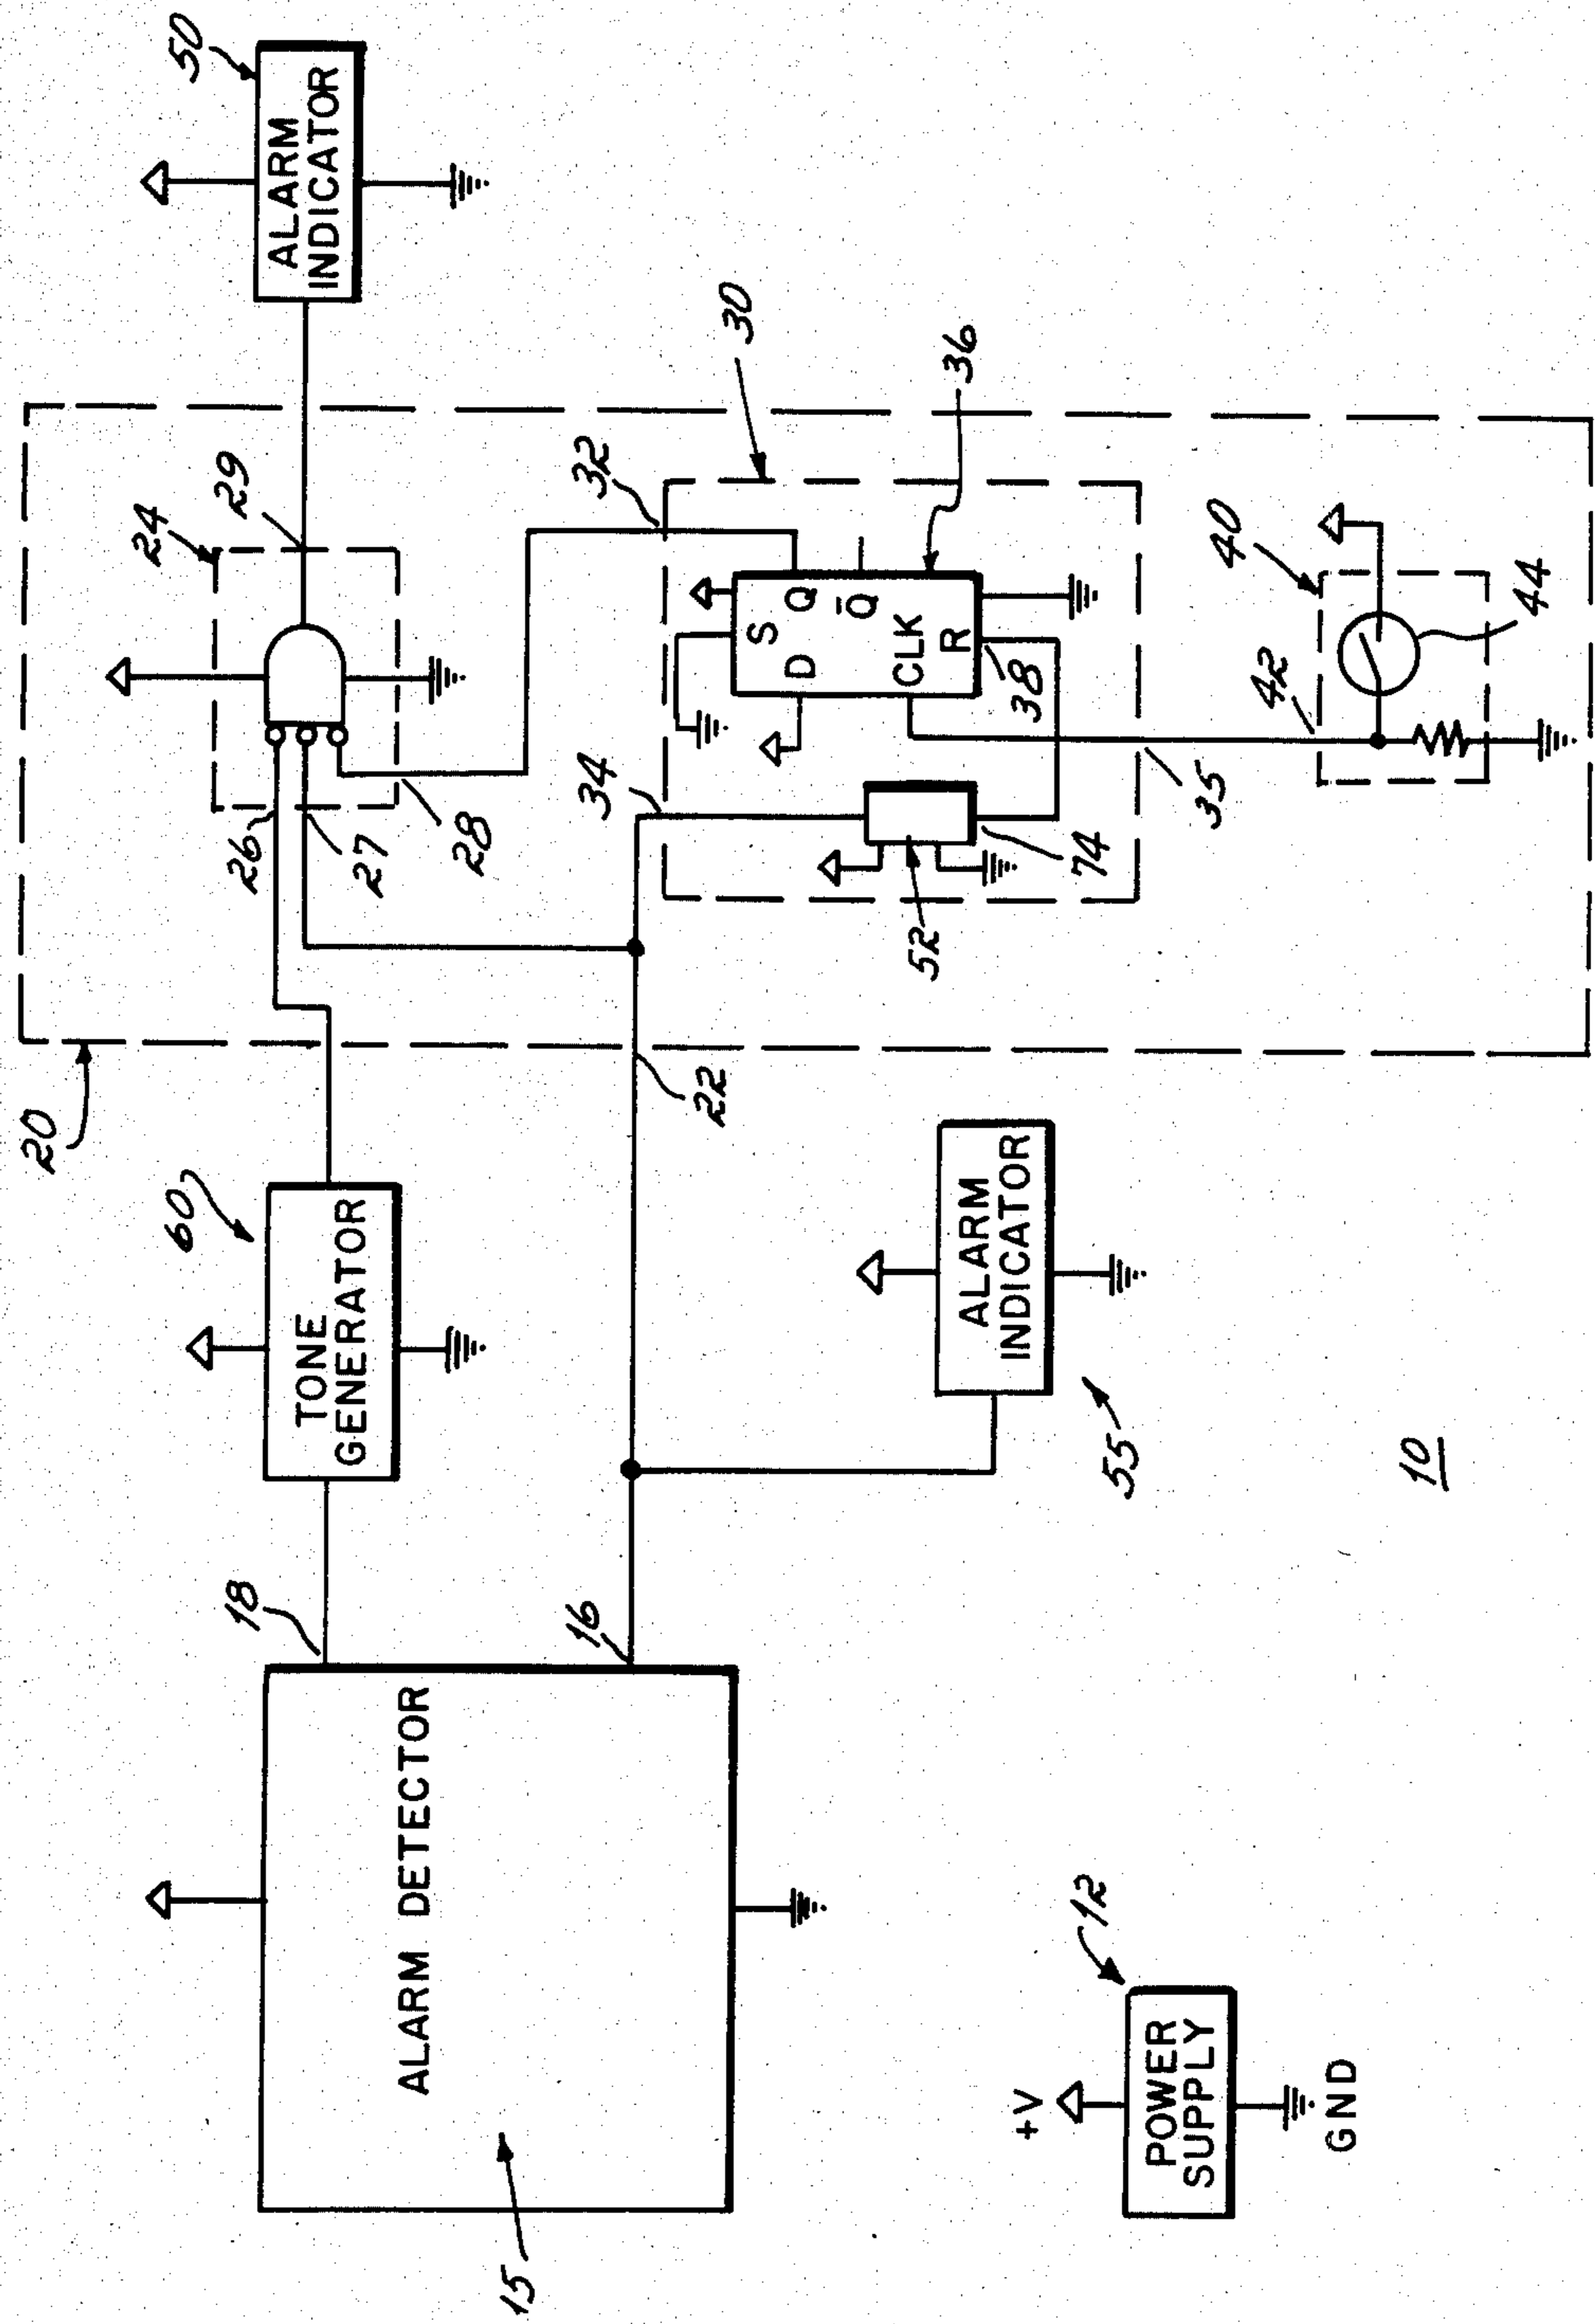 50
ALARM
INDICATOR
24
29
26
27
28
20
60
TONE
GENERATOR
18
16
ALARM DETECTOR
15
22
ALARM
INDICATOR
55
30
32
34
36
S
Q
D
Q̅
CLK
R
38
35
52
74
40
42
44
+V
POWER
SUPPLY
12
GND
10